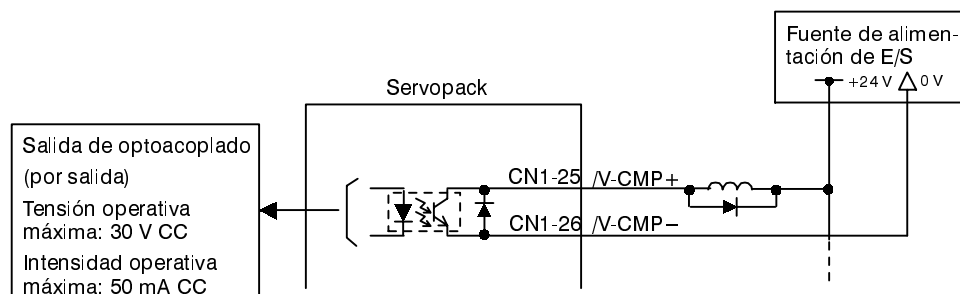 Fuente de alimen-
tación de E/S
+24 V 0 V
Servopack
Salida de optoacoplado
(por salida)
Tensión operativa
máxima: 30 V CC
Intensidad operativa
máxima: 50 mA CC
CN1-25 /V-CMP+
CN1-26 /V-CMP−